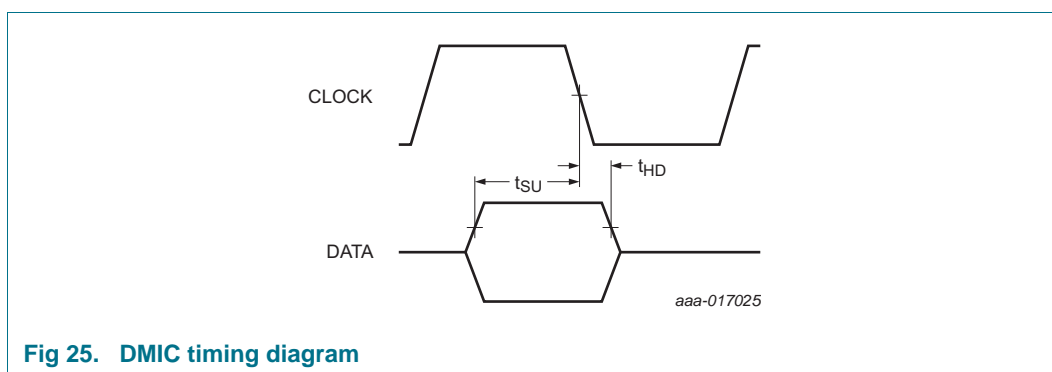 CLOCK
tHD
tSU
DATA
aaa-017025
Fig 25. DMIC timing diagram